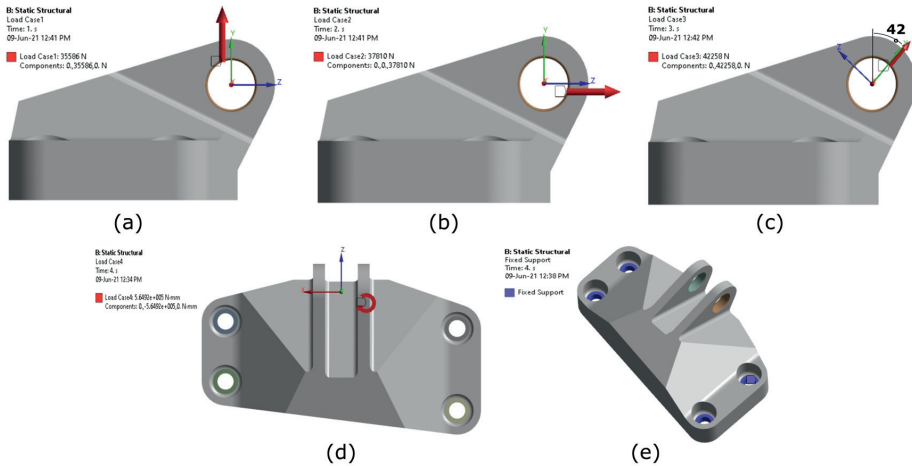 B: Static Structural
Load Case1
Time: 1. s
09-Jun-21 12:41 PM
Load Case1: 35586 N
Components: 0.,35586,0. N
Y
Z
(a)
B: Static Structural
Load Case2
Time: 2. s
09-Jun-21 12:41 PM
Load Case2: 37810 N
Components: 0.,0.,37810 N
Y
Z
(b)
B: Static Structural
Load Case3
Time: 3. s
09-Jun-21 12:42 PM
Load Case3: 42258 N
Components: 0.,42258,0. N
42
Z
Y
(c)
B: Static Structural
Load Case4
Time: 4. s
09-Jun-21 12:34 PM
Load Case4: 5.6492e+005 N·mm
Components: 0.,-5.6492e+005,0. N·mm
Z
X
(d)
B: Static Structural
Fixed Support
Time: 4. s
09-Jun-21 12:38 PM
Fixed Support
(e)